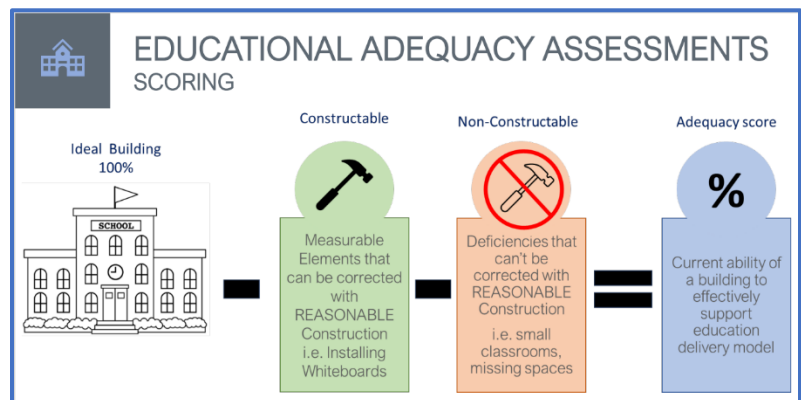 EDUCATIONAL ADEQUACY ASSESSMENTS
SCORING
Ideal Building
100%
SCHOOL
Constructable
Measurable
Elements that
can be corrected
with
REASONABLE
Construction
i.e. Installing
Whiteboards
Non-Constructable
Deficiencies that
can't be
corrected with
REASONABLE
Construction
i.e. small
classrooms,
missing spaces
Adequacy score
%
Current ability of
a building to
effectively
support
education
delivery model